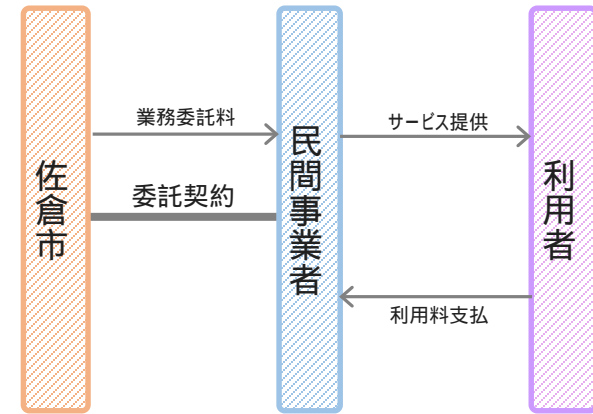 佐倉市
業務委託料
委託契約
民間事業者
サービス提供
利用料支払
利用者